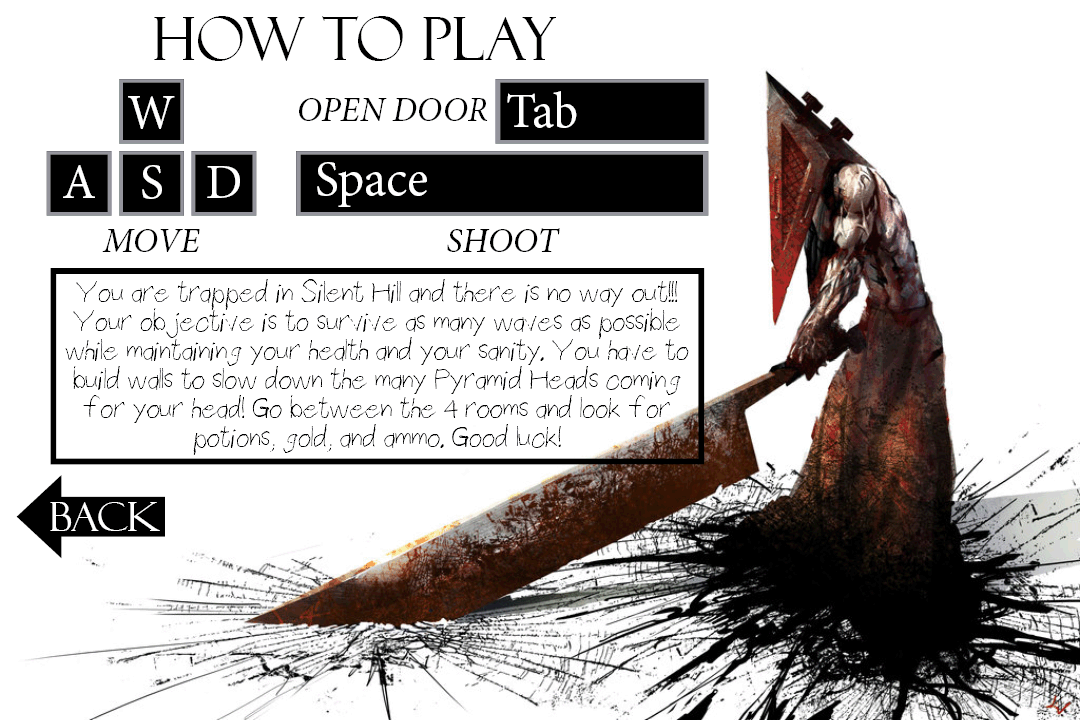 HOW TO PLAY
W
OPEN DOOR Tab
A S D Space
MOVE SHOOT
You are trapped in Silent Hill and there is no way out!!!
Your objective is to survive as many waves as possible
while maintaining your health and your sanity. You have to
build walls to slow down the many Pyramid Heads coming
for your head! Go between the 4 rooms and look for
potions, gold, and ammo. Good luck!
BACK